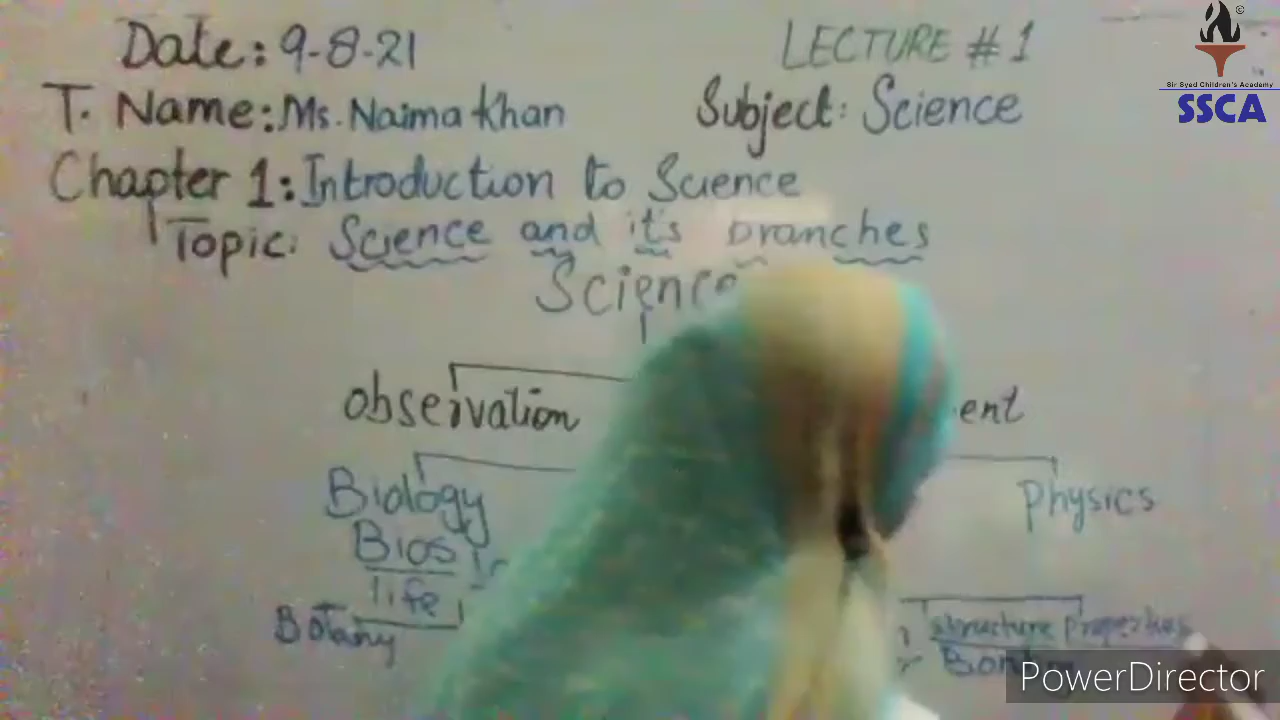 Date: 9-8-21
LECTURE # 1
Sir Syed Children's Academy
SSCA
T. Name: Ms. Naima Khan
Subject: Science
Chapter 1: Introduction to Science
Topic: Science and it's branches
Science
observation
ent
Biology
Physics
Bios
life
Botany
structure Properties
PowerDirector